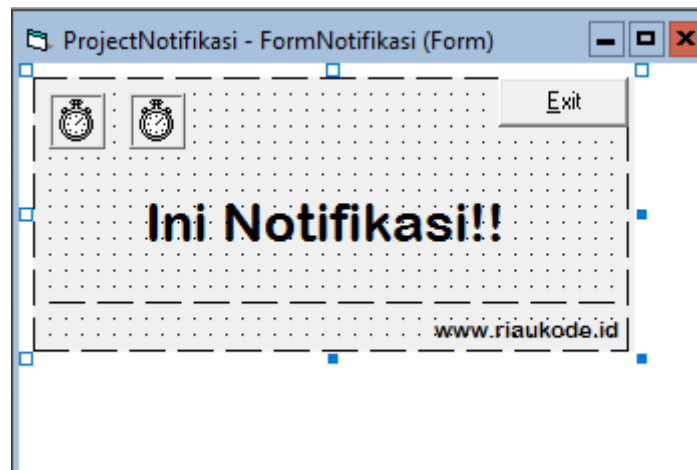 ProjectNotifikasi - FormNotifikasi (Form)
Exit
Ini Notifikasi!!
www.riaukode.id